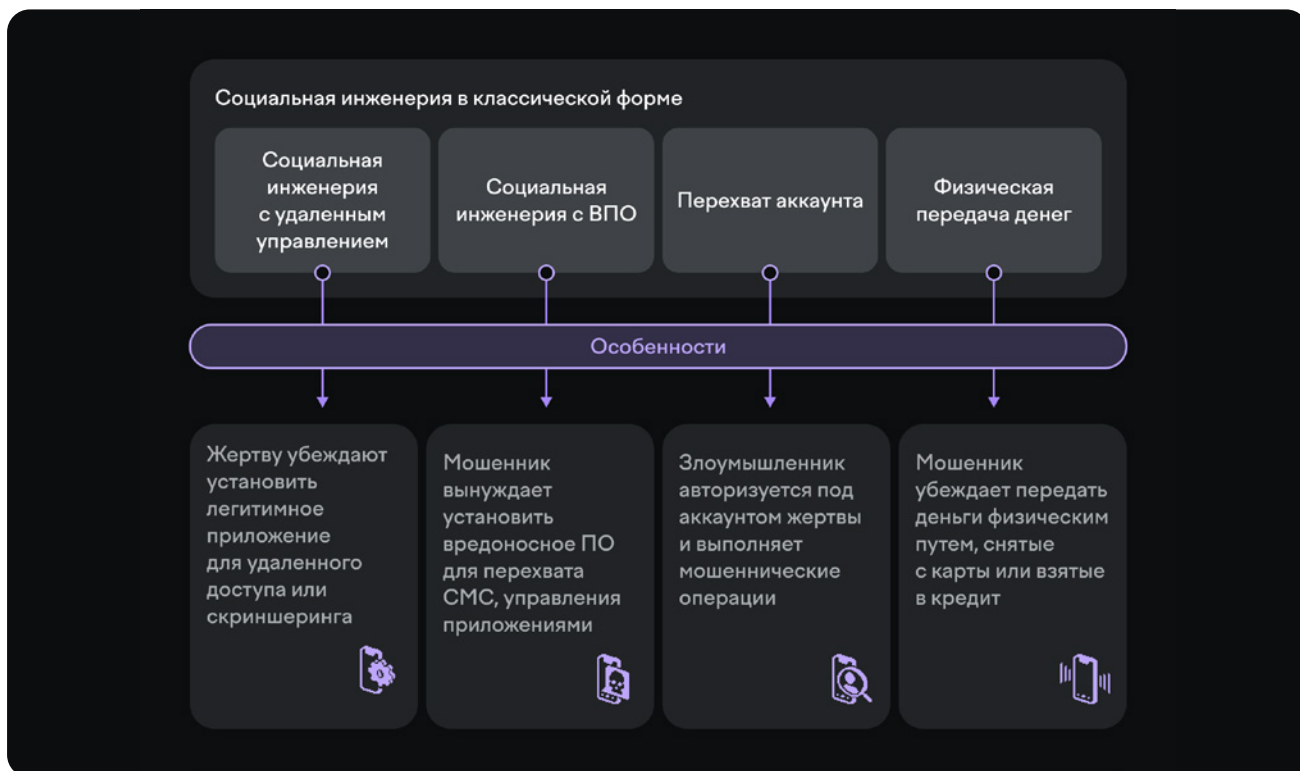 Социальная инженерия в классической форме
Социальная
инженерия
с удаленным
управлением
Социальная
инженерия с ВПО
Перехват аккаунта
Физическая
передача денег
Особенности
Жертву убеждают
установить
легитимное
приложение
для удаленного
доступа или
скриншеринга
Мошенник
вынуждает
установить
вредоносное ПО
для перехвата
СМС, управления
приложениями
Злоумышленник
авторизуется под
аккаунтом жертвы
и выполняет
мошеннические
операции
Мошенник
убеждает передать
деньги физическим
путем, снятые
с карты или взятые
в кредит